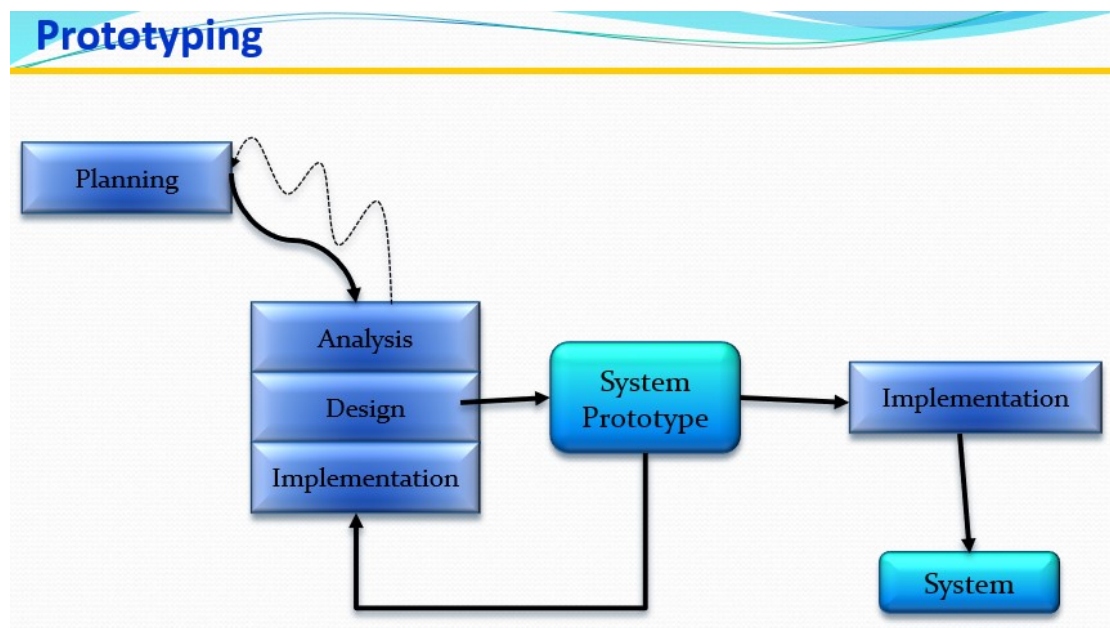 Prototyping
Planning
Analysis
Design
Implementation
System
Prototype
Implementation
System